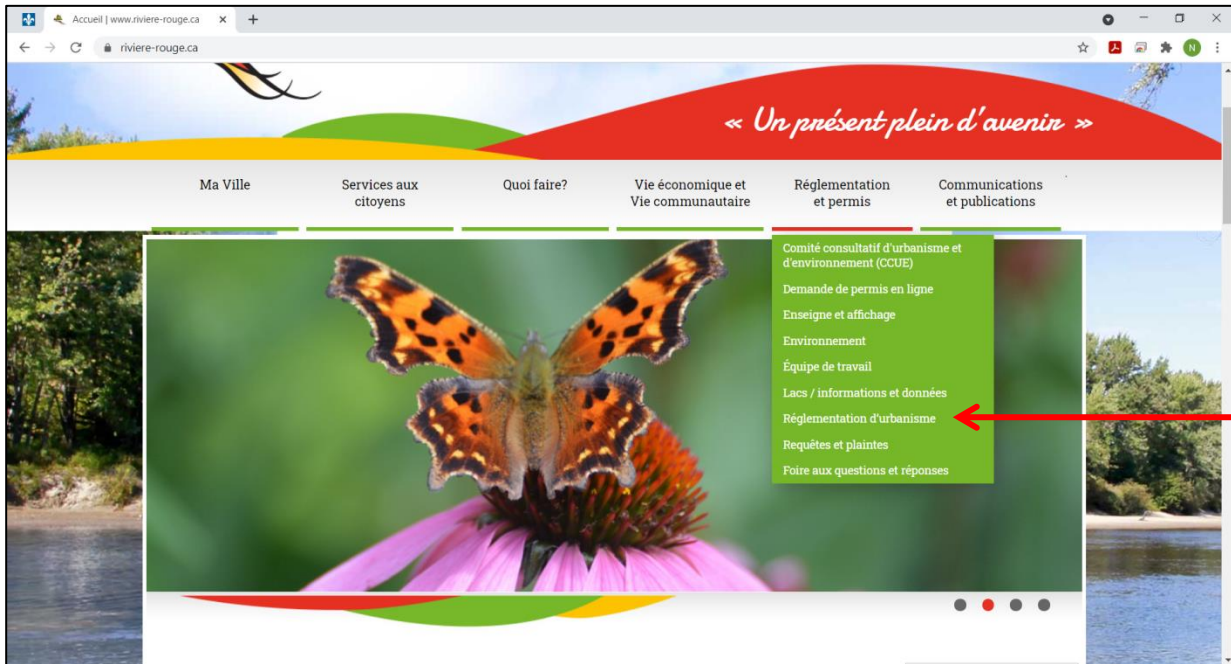 Accueil | www.riviere-rouge.ca
riviere-rouge.ca
N
« Un présent plein d'avenir »
Ma Ville
Services aux
citoyens
Quoi faire?
Vie économique et
Vie communautaire
Réglementation
et permis
Communications
et publications
Comité consultatif d'urbanisme et
d'environnement (CCUE)
Demande de permis en ligne
Enseigne et affichage
Environnement
Équipe de travail
Lacs / informations et données
Réglementation d'urbanisme
Requêtes et plaintes
Foire aux questions et réponses